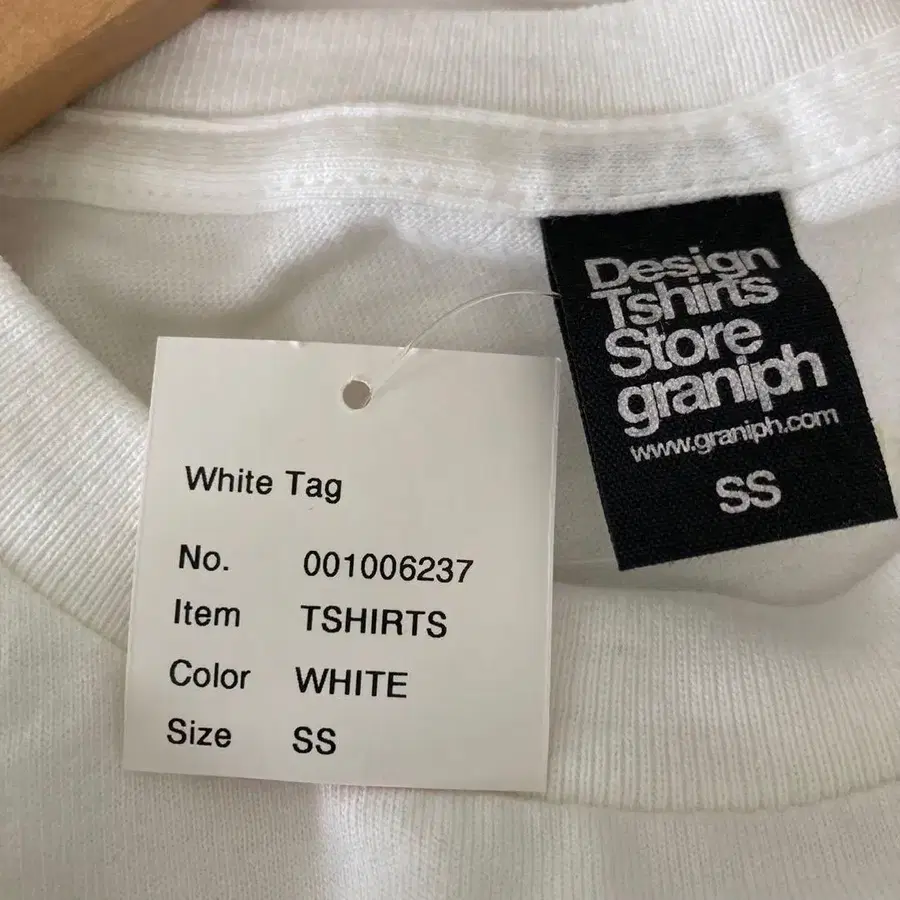 Design
Tshirts
Store
graniph
www.graniph.com
SS
White Tag
No. 001006237
Item TSHIRTS
Color WHITE
Size SS